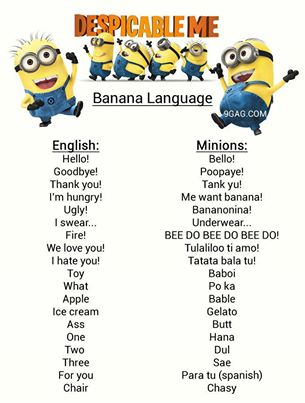 DESPICABLE ME
9GAG.COM
Banana Language
English: Minions:
Hello! Bello!
Goodbye! Poopaye!
Thank you! Tank yu!
I'm hungry! Me want banana!
Ugly! Bananonina!
I swear... Underwear...
Fire! BEE DO BEE DO BEE DO!
We love you! Tulaliloo ti amo!
I hate you! Tatata bala tu!
Toy Baboi
What Po ka
Apple Bable
Ice cream Gelato
Ass Butt
One Hana
Two Dul
Three Sae
For you Para tu (spanish)
Chair Chasy